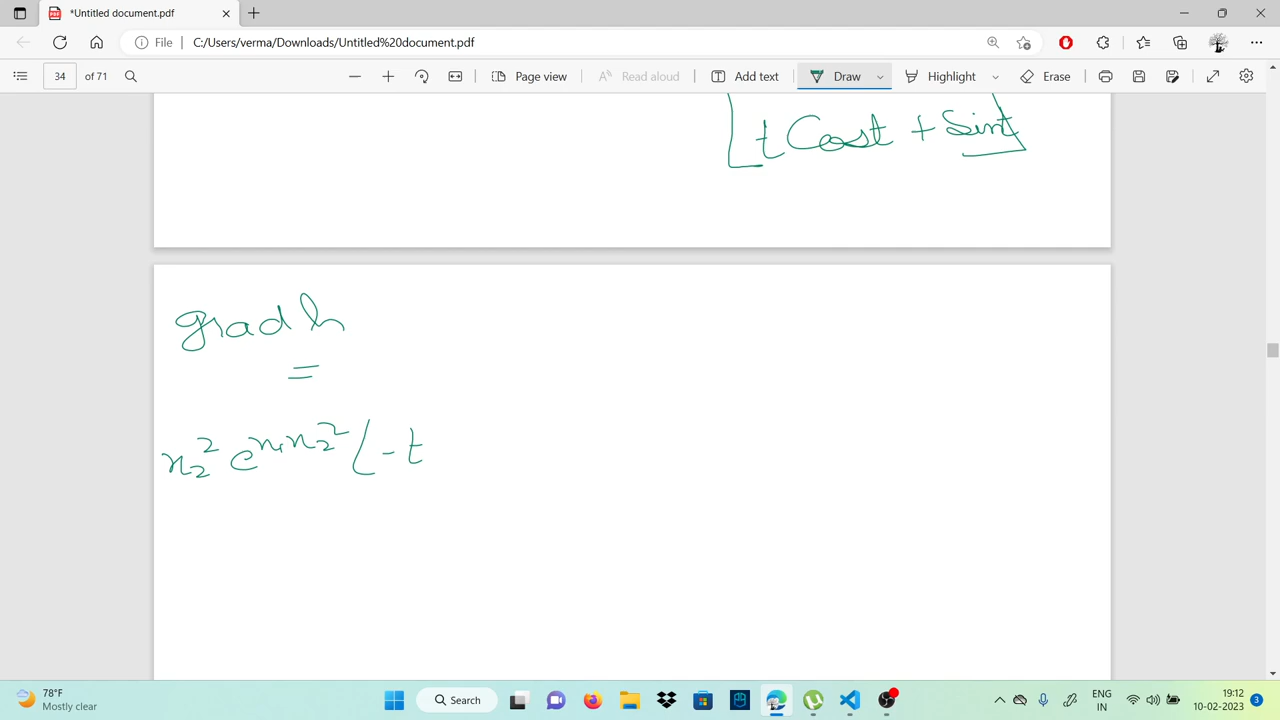 *Untitled document.pdf
File | C:/Users/verma/Downloads/Untitled%20document.pdf
34 of 71 Page view Read aloud Add text Draw Highlight Erase
t Cost + Sint
grad h
=
x₂² e^x₁x₂² ( - t
78°F
Mostly clear
Search
ENG
IN
19:12
10-02-2023
3